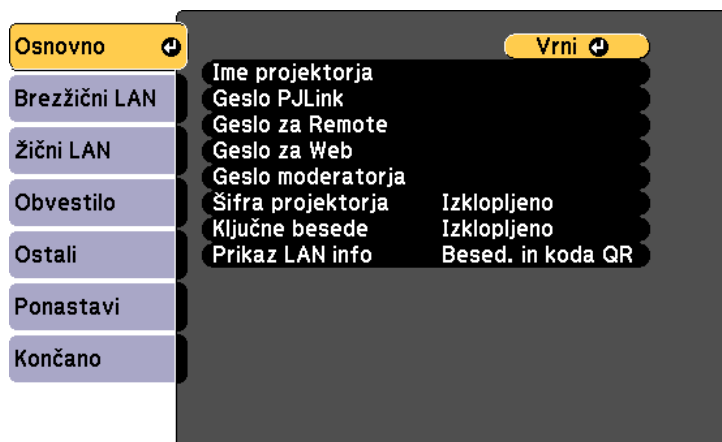 Osnovno
Brezžični LAN
Žični LAN
Obvestilo
Ostali
Ponastavi
Končano
Vrni
Ime projektorja
Geslo PJLink
Geslo za Remote
Geslo za Web
Geslo moderatorja
Šifra projektorja Izklopljeno
Ključne besede Izklopljeno
Prikaz LAN info Besed. in koda QR